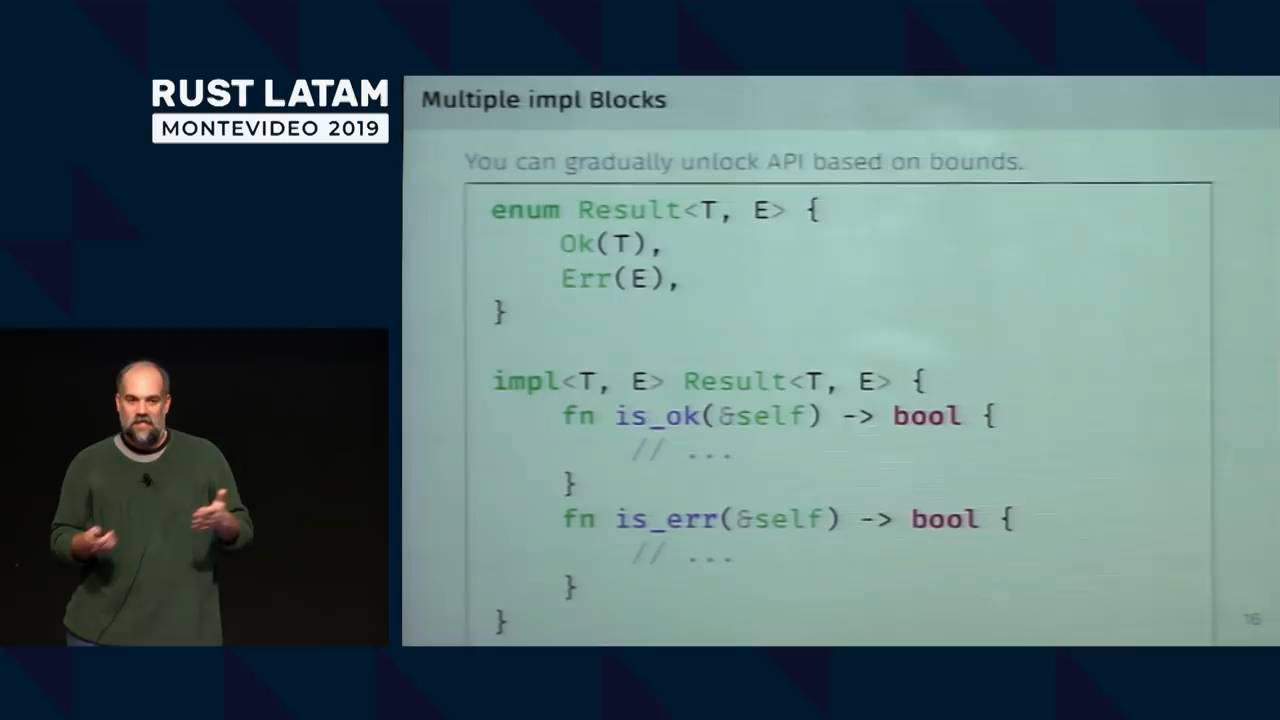 RUST LATAM
MONTEVIDEO 2019
Multiple impl Blocks
You can gradually unlock API based on bounds.
enum Result<T, E> {
    Ok(T),
    Err(E),
}
impl<T, E> Result<T, E> {
    fn is_ok(&self) -> bool {
        // ...
    }
    fn is_err(&self) -> bool {
        // ...
    }
}
16